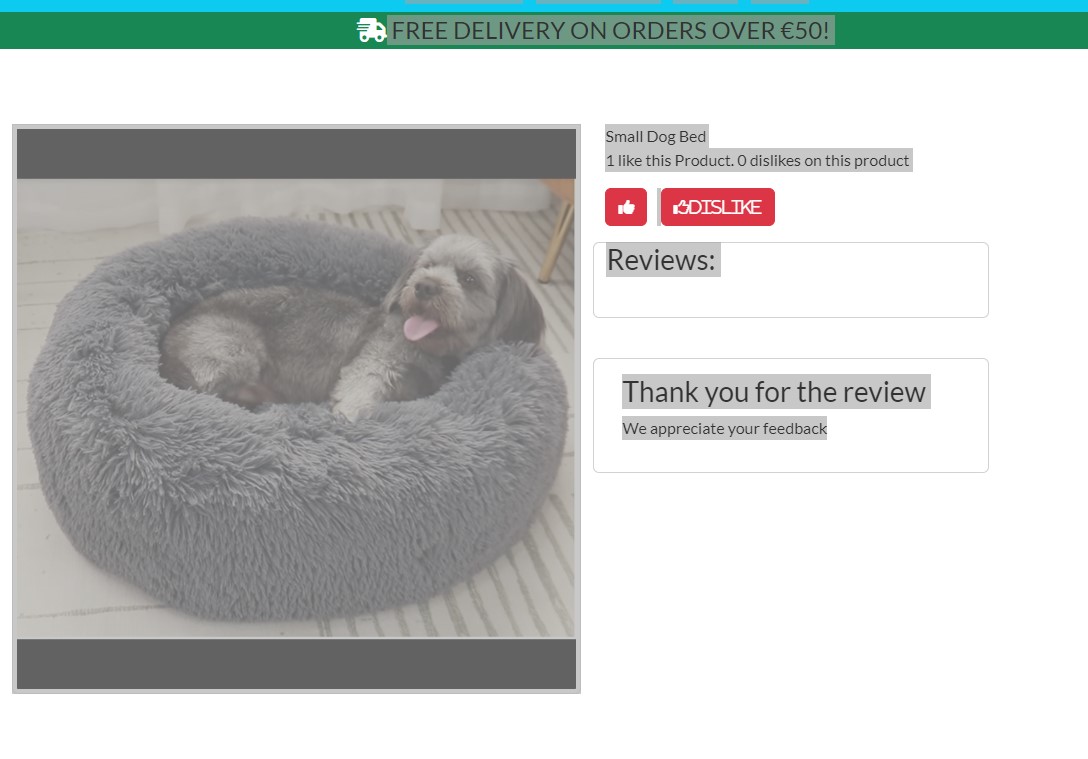 FREE DELIVERY ON ORDERS OVER €50!
Small Dog Bed
1 like this Product. 0 dislikes on this product
DISLIKE
Reviews:
Thank you for the review
We appreciate your feedback